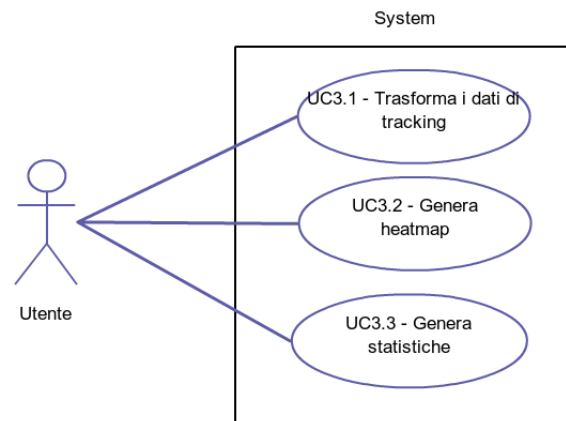 System
UC3.1 - Trasforma i dati di
tracking
UC3.2 - Genera
heatmap
Utente
UC3.3 - Genera
statistiche